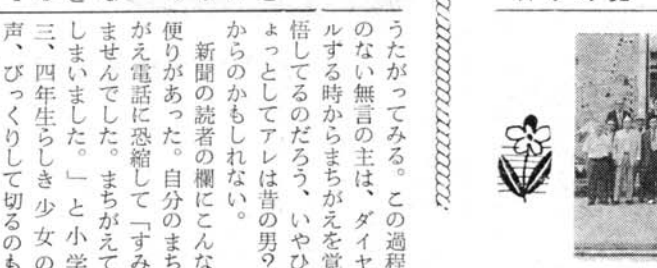 うたがってみる。この過程
のない無言の主は、ダイヤ
ルする時からまちがえを覚
悟してるのだろう、いやひ
ょっとしてアレは昔の男?
からのかもしれない。
新聞の読者の欄にこんな
便りがあった。自分のまち
がえ電話に恐縮して「すみ
ませんでした。まちがえて
しまいました。」と小学
三、四年生らしき少女の
声、びっくりして切るのも